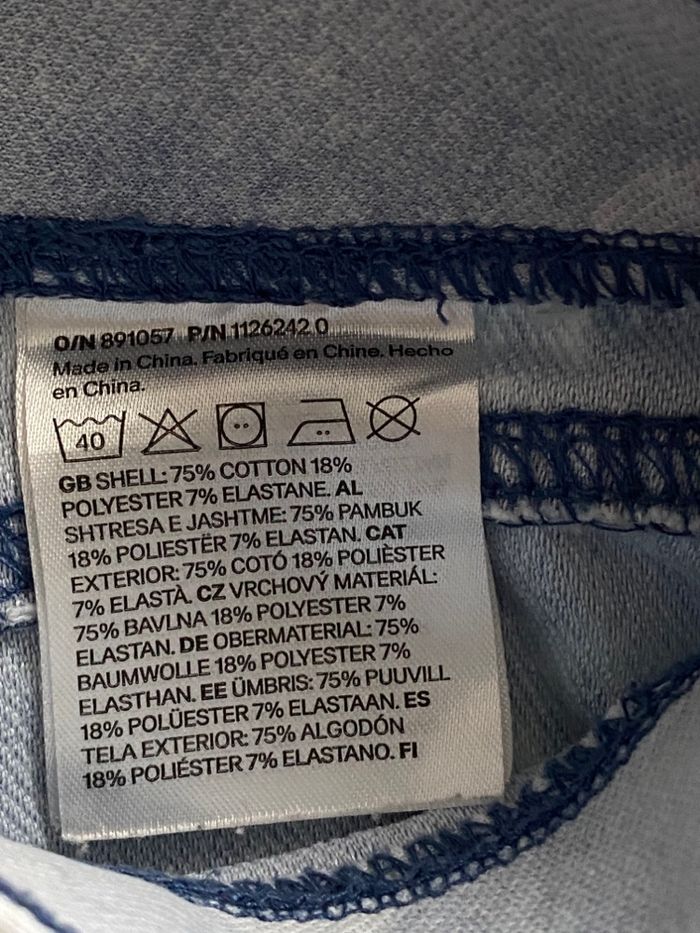 O/N 891057 P/N 1126242 0
Made in China. Fabriqué en Chine. Hecho
en China.
40
GB SHELL: 75% COTTON 18%
POLYESTER 7% ELASTANE. AL
SHTRESA E JASHTME: 75% PAMBUK
18% POLIESTËR 7% ELASTAN. CAT
EXTERIOR: 75% COTÓ 18% POLIÈSTER
7% ELASTÀ. CZ VRCHOVÝ MATERIÁL:
75% BAVLNA 18% POLYESTER 7%
ELASTAN. DE OBERMATERIAL: 75%
BAUMWOLLE 18% POLYESTER 7%
ELASTHAN. EE ÜMBRIS: 75% PUUVILL
18% POLÜESTER 7% ELASTAAN. ES
TELA EXTERIOR: 75% ALGODÓN
18% POLIÉSTER 7% ELASTANO. FI